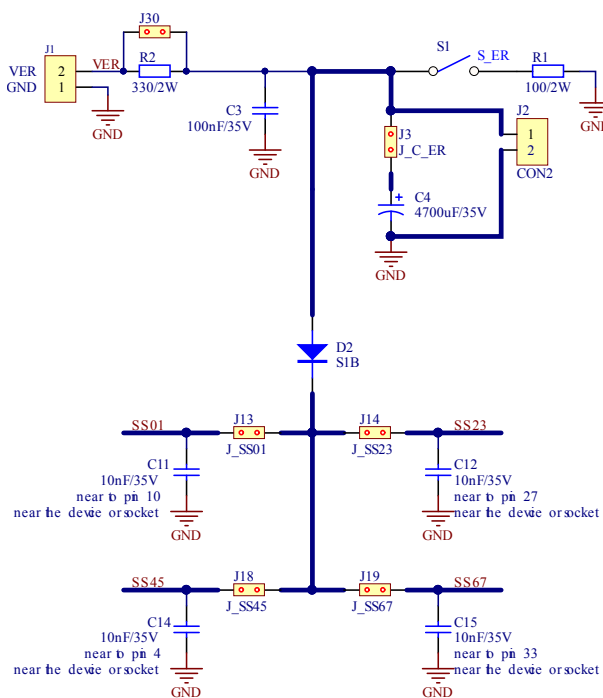 J30
J1
VER
R2
330/2W
VER
2
GND
1
GND
C3
100nF/35V
GND
S1
S_ER
R1
100/2W
GND
J2
1
2
CON2
J3
J_C_ER
+
C4
4700uF/35V
GND
D2
S1B
SS01
J13
J_SS01
J14
J_SS23
SS23
C11
10nF/35V
near to pin 10
near the device or socket
GND
C12
10nF/35V
near to pin 27
near the device or socket
GND
SS45
J18
J_SS45
J19
J_SS67
SS67
C14
10nF/35V
near to pin 4
near the device or socket
GND
C15
10nF/35V
near to pin 33
near the device or socket
GND